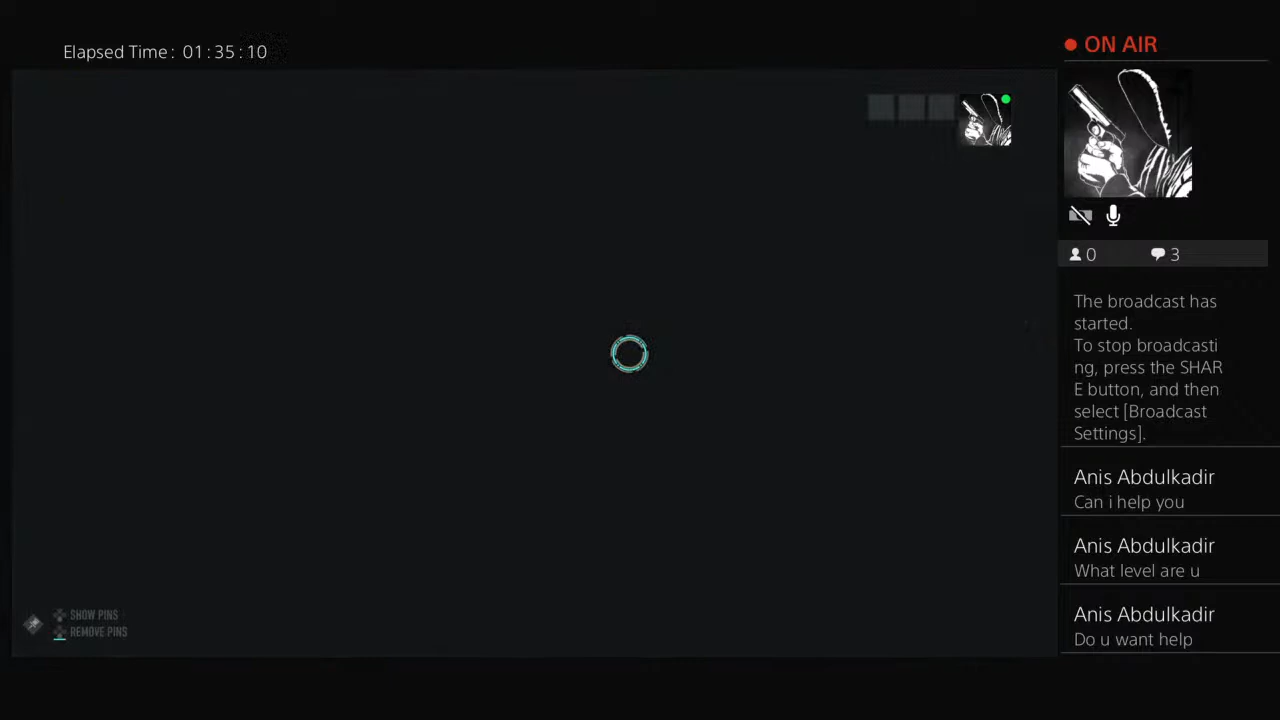 Elapsed Time: 01:35:10
ON AIR
0
3
The broadcast has
started.
To stop broadcasti
ng, press the SHAR
E button, and then
select [Broadcast
Settings].
Anis Abdulkadir
Can i help you
Anis Abdulkadir
What level are u
Anis Abdulkadir
Do u want help
SHOW PINS
REMOVE PINS